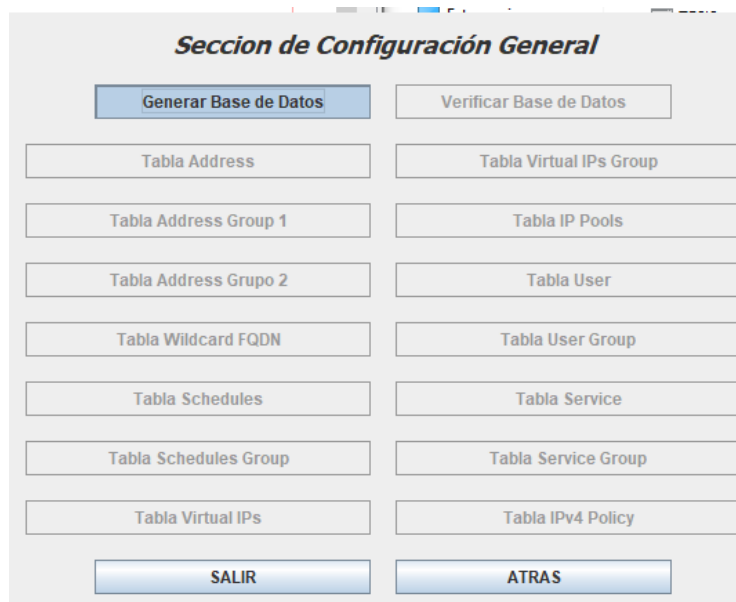 Seccion de Configuración General
Generar Base de Datos
Verificar Base de Datos
Tabla Address
Tabla Virtual IPs Group
Tabla Address Group 1
Tabla IP Pools
Tabla Address Grupo 2
Tabla User
Tabla Wildcard FQDN
Tabla User Group
Tabla Schedules
Tabla Service
Tabla Schedules Group
Tabla Service Group
Tabla Virtual IPs
Tabla IPv4 Policy
SALIR
ATRAS